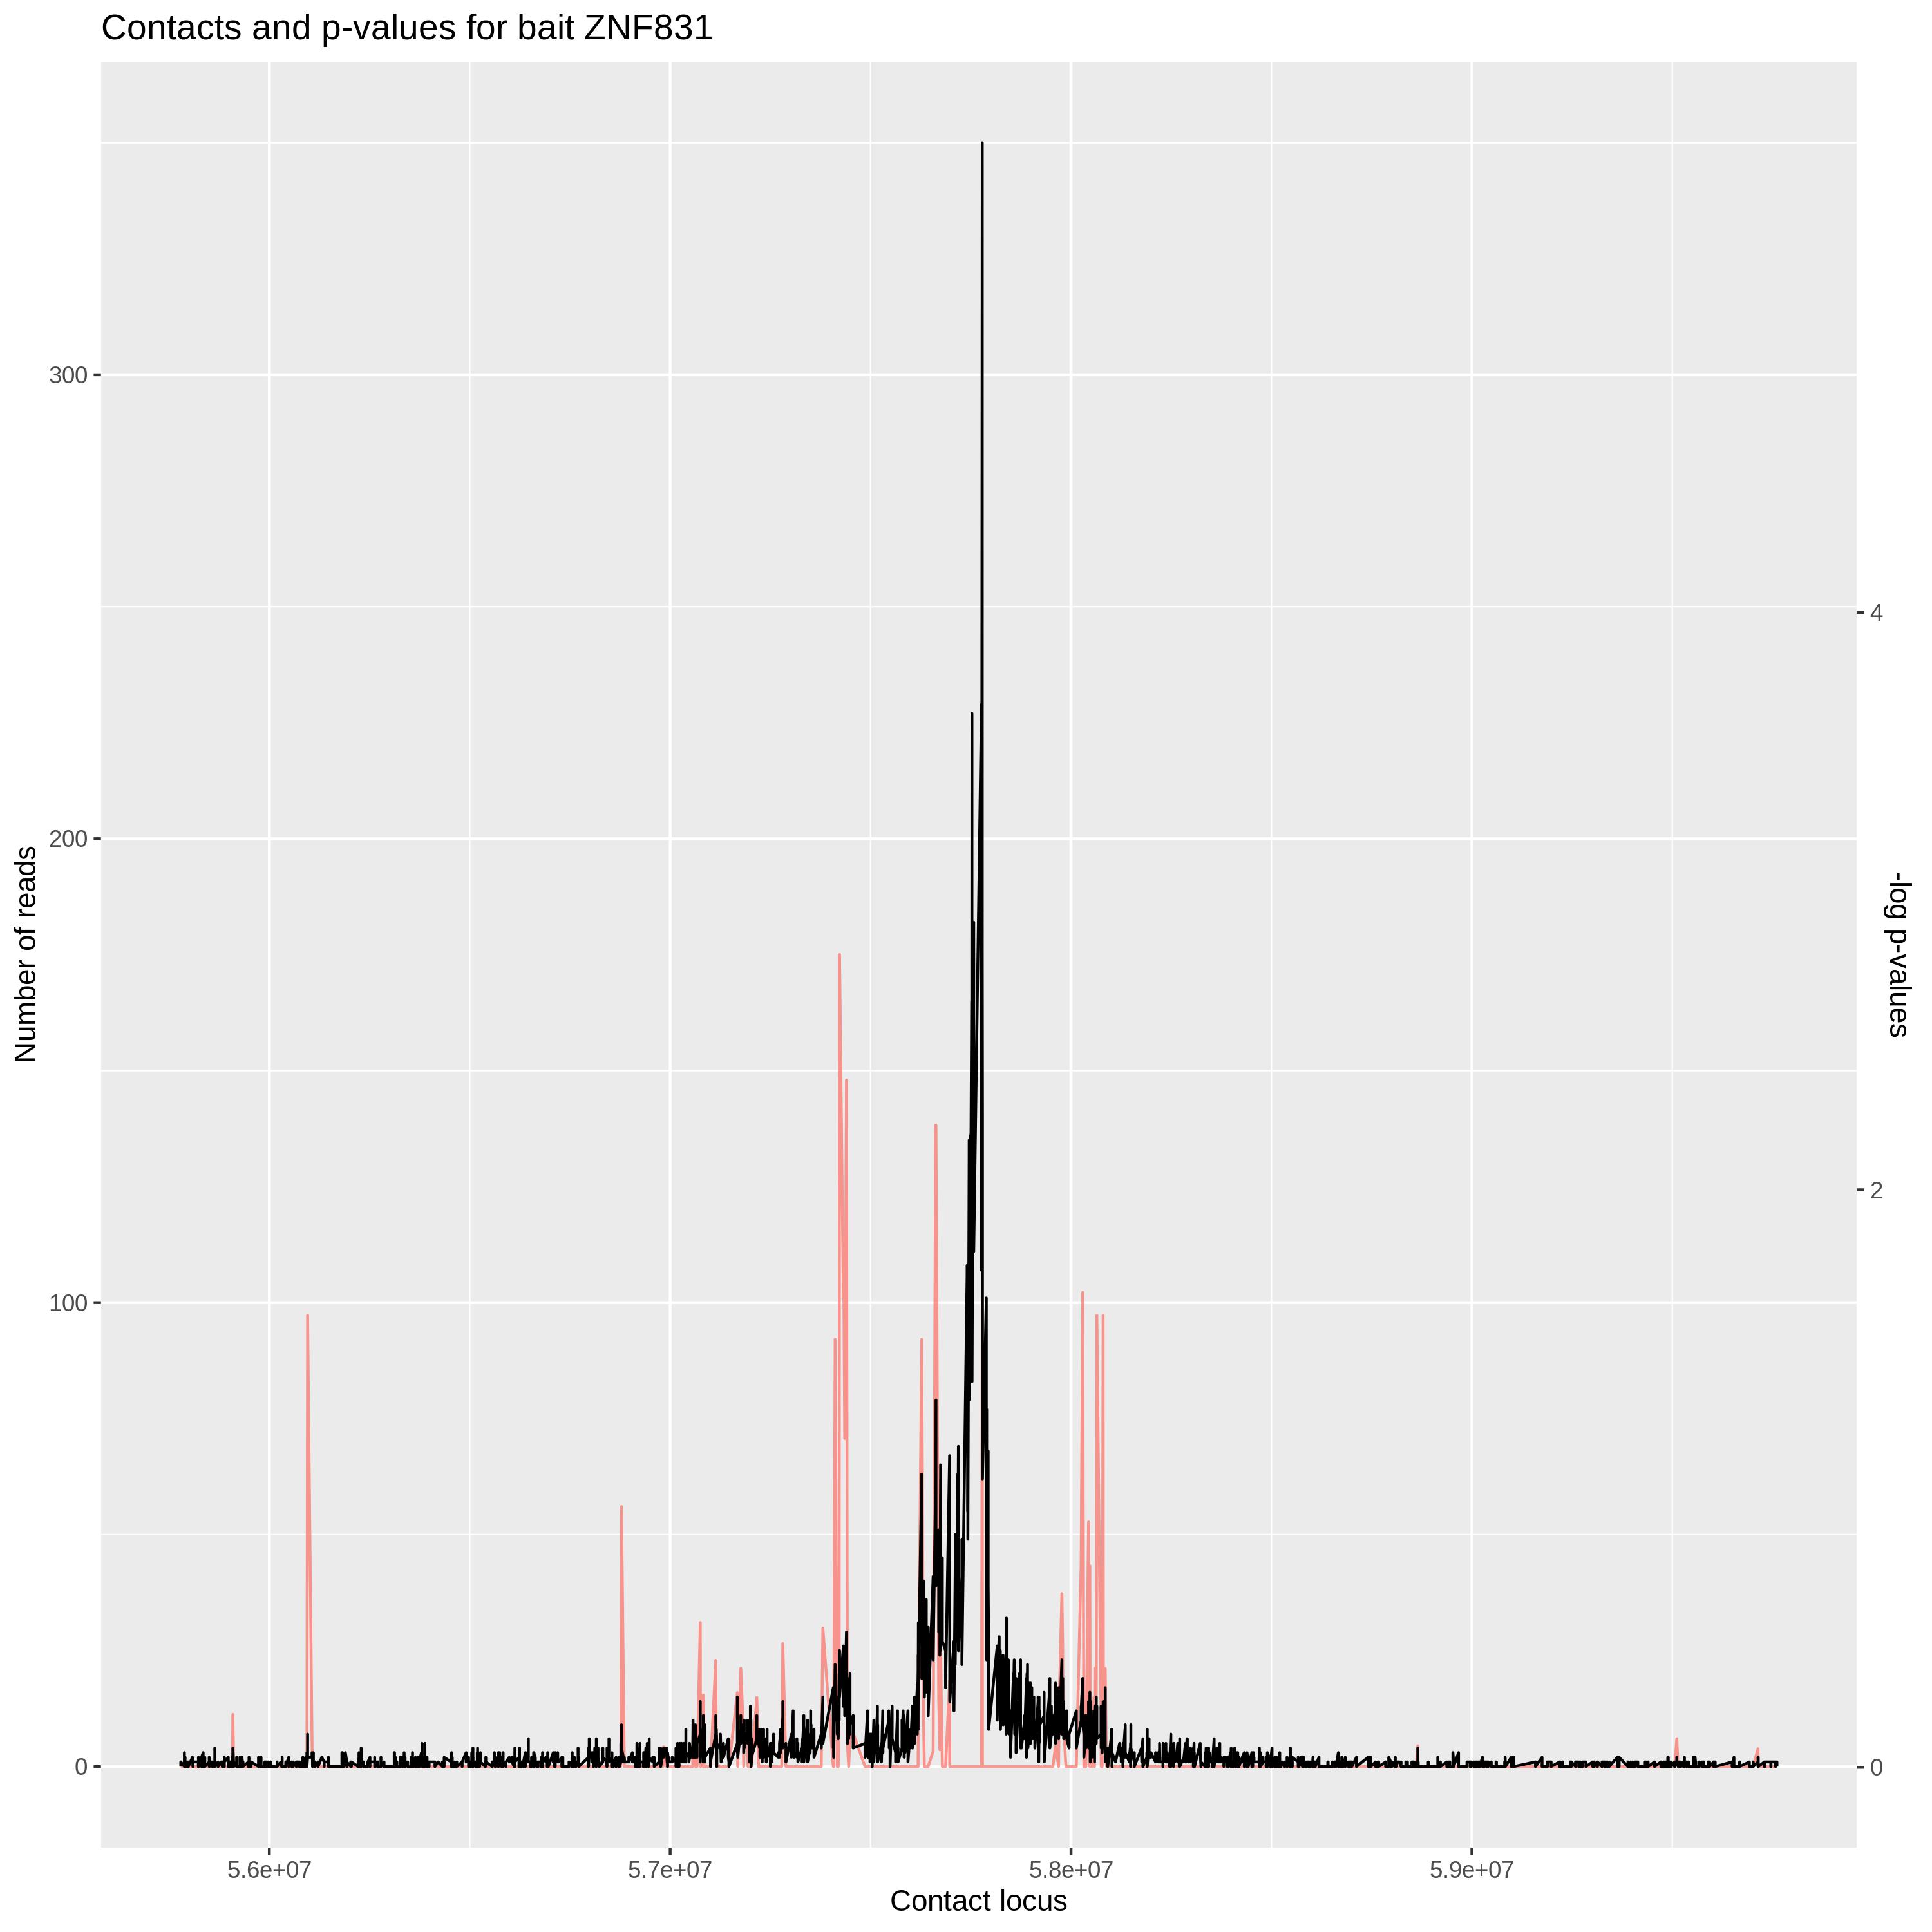 Contacts and p-values for bait ZNF831
Number of reads
300
200
100
0
4
2
0
-log p-values
5.6e+07 5.7e+07 5.8e+07 5.9e+07
Contact locus